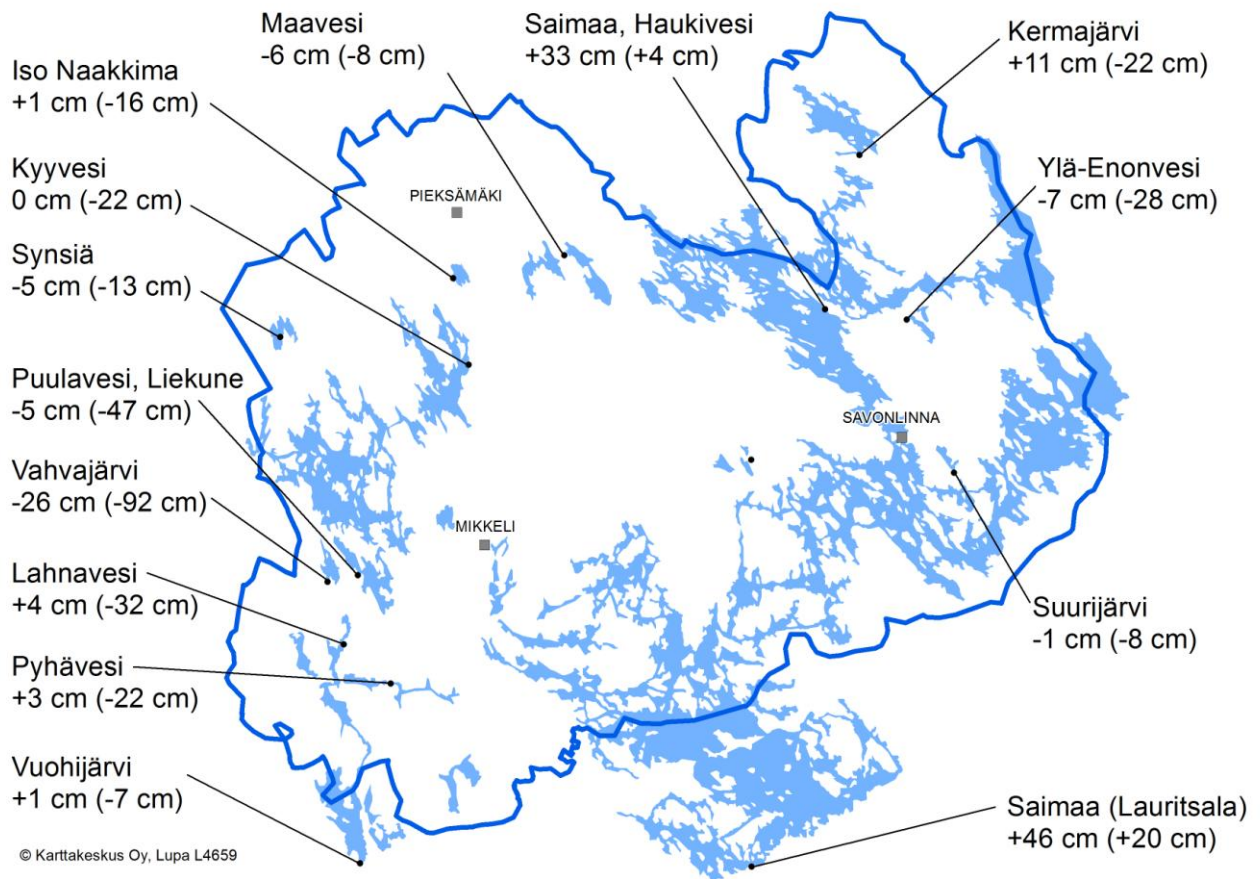 Maavesi
-6 cm (-8 cm)
Saimaa, Haukivesi
+33 cm (+4 cm)
Kermajärvi
+11 cm (-22 cm)
Iso Naakkima
+1 cm (-16 cm)
Kyyvesi
0 cm (-22 cm)
PIEKSÄMÄKI
Ylä-Enonvesi
-7 cm (-28 cm)
Synsiä
-5 cm (-13 cm)
Puulavesi, Liekune
-5 cm (-47 cm)
SAVONLINNA
Vahvajärvi
-26 cm (-92 cm)
MIKKELI
Lahnavesi
+4 cm (-32 cm)
Suurijärvi
-1 cm (-8 cm)
Pyhävesi
+3 cm (-22 cm)
Vuohijärvi
+1 cm (-7 cm)
Saimaa (Lauritsala)
+46 cm (+20 cm)
© Karttakeskus Oy, Lupa L4659